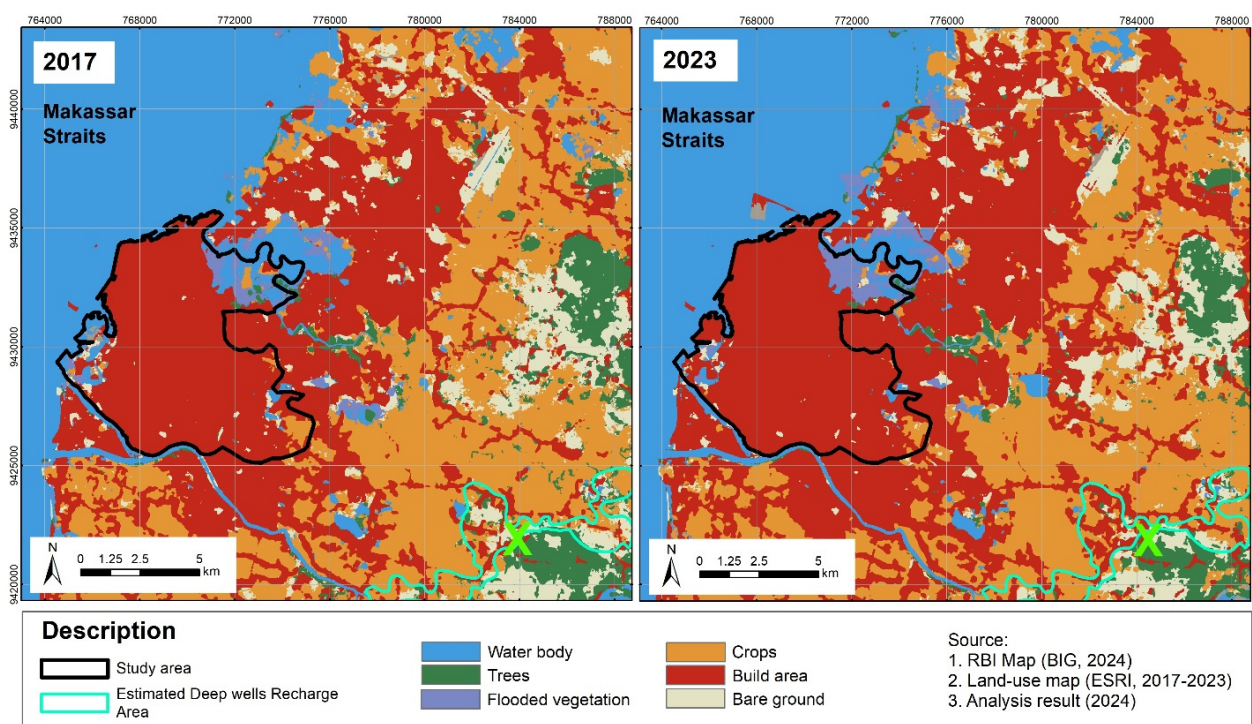 764000 768000 772000 776000 780000 784000 788000
764000 768000 772000 776000 780000 784000 788000
2017
2023
Makassar
Straits
Makassar
Straits
9440000
9435000
9430000
9425000
9420000
X
X
N
0 1.25 2.5 5
km
N
0 1.25 2.5 5
km
Description
Study area
Estimated Deep wells Recharge
Area
Water body
Trees
Flooded vegetation
Crops
Build area
Bare ground
Source:
1. RBI Map (BIG, 2024)
2. Land-use map (ESRI, 2017-2023)
3. Analysis result (2024)